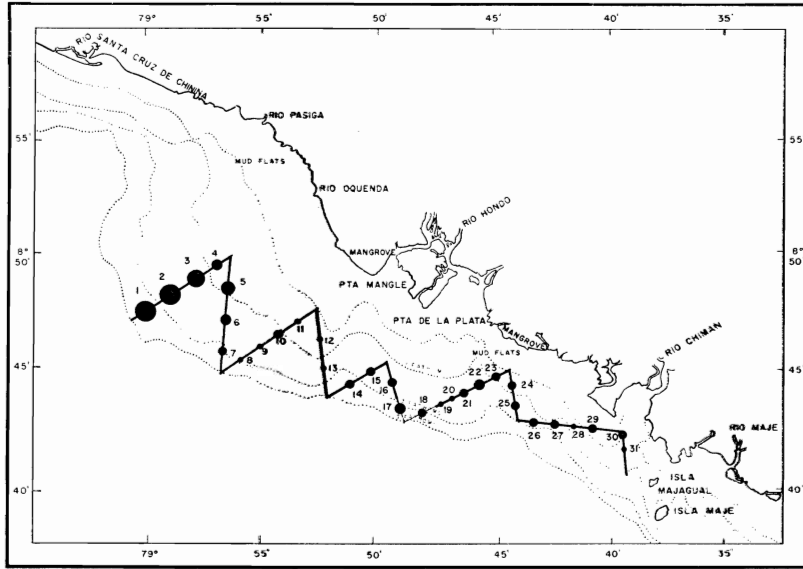 79° 55' 50' 45' 40' 35'
RIO SANTA CRUZ DE CHININA
RIO PASIGA
55' 55'
MUD FLATS
RIO OQUENDA
RIO HONDO
8° 8°
50' 50'
MANGROVE
PTA MANGLE
1 2 3 4 5
6
PTA DE LA PLATA
MANGROVE
RIO CHIMAN
7 8 9 10 11 12
MUD FLATS
45' 45'
13 14 15 16 17
18 19 20 21 22 23 24 25
26 27 28 29 30 31
RIO MAJE
ISLA
MAJAGUAL
ISLA MAJE
40' 40'
79° 55' 50' 45' 40' 35'